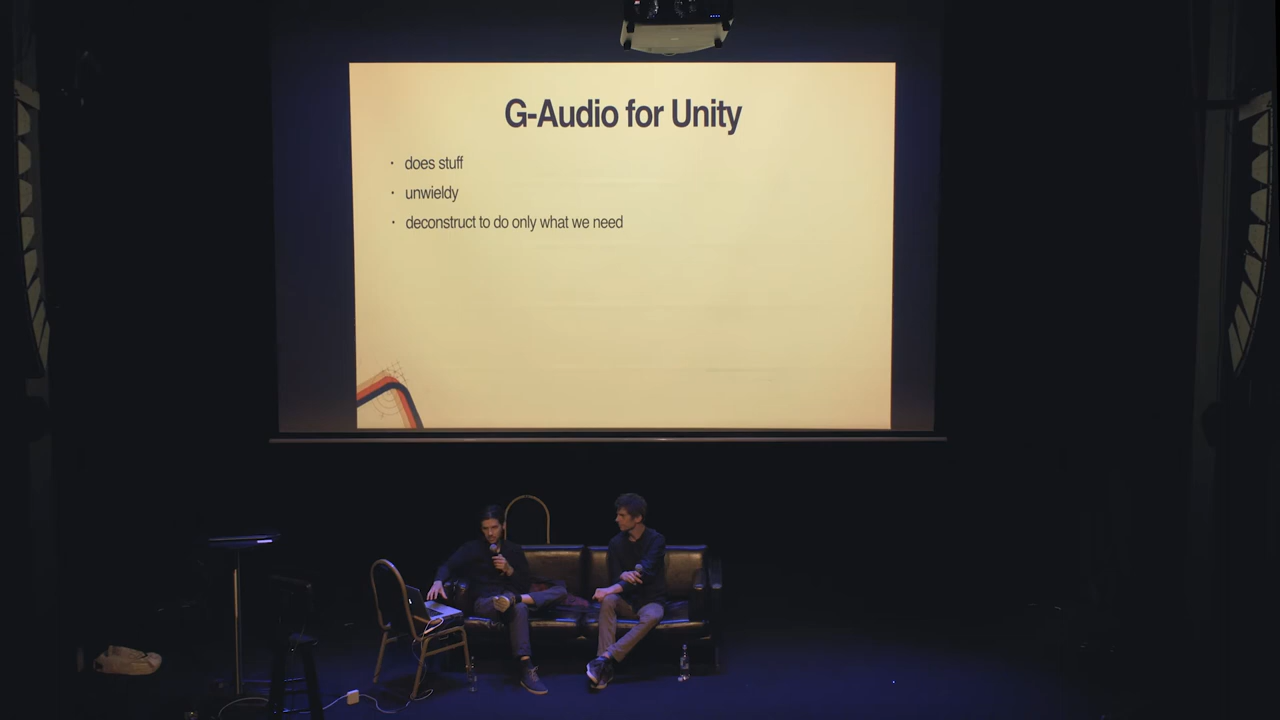 G-Audio for Unity
· does stuff
· unwieldy
· deconstruct to do only what we need